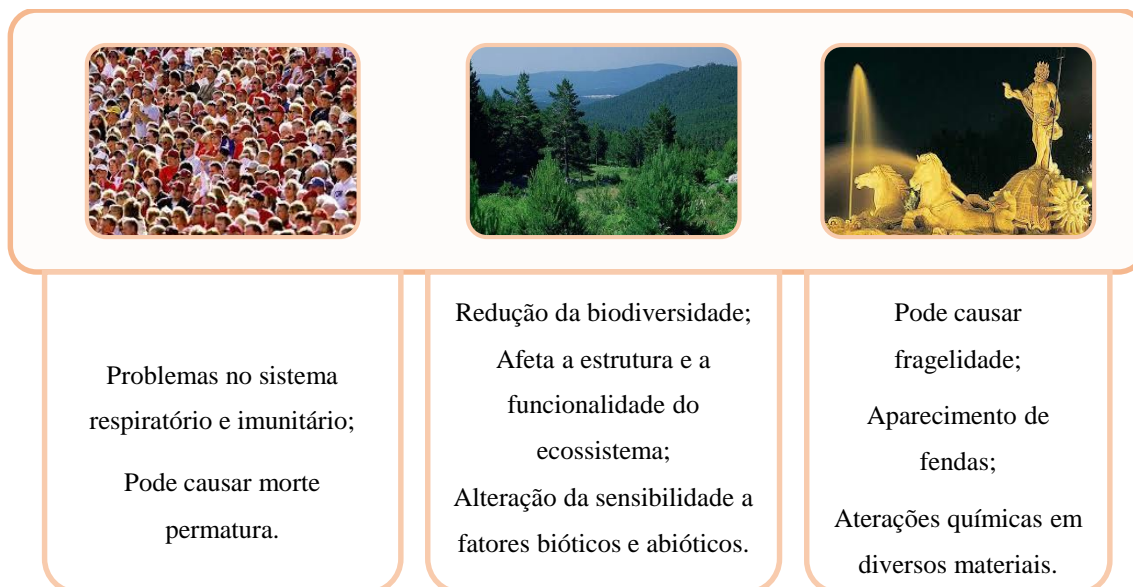 Problemas no sistema
respiratório e imunitário;
Pode causar morte
permatura.
Redução da biodiversidade;
Afeta a estrutura e a
funcionalidade do
ecossistema;
Alteração da sensibilidade a
fatores bióticos e abióticos.
Pode causar
fragelidade;
Aparecimento de
fendas;
Aterações químicas em
diversos materiais.